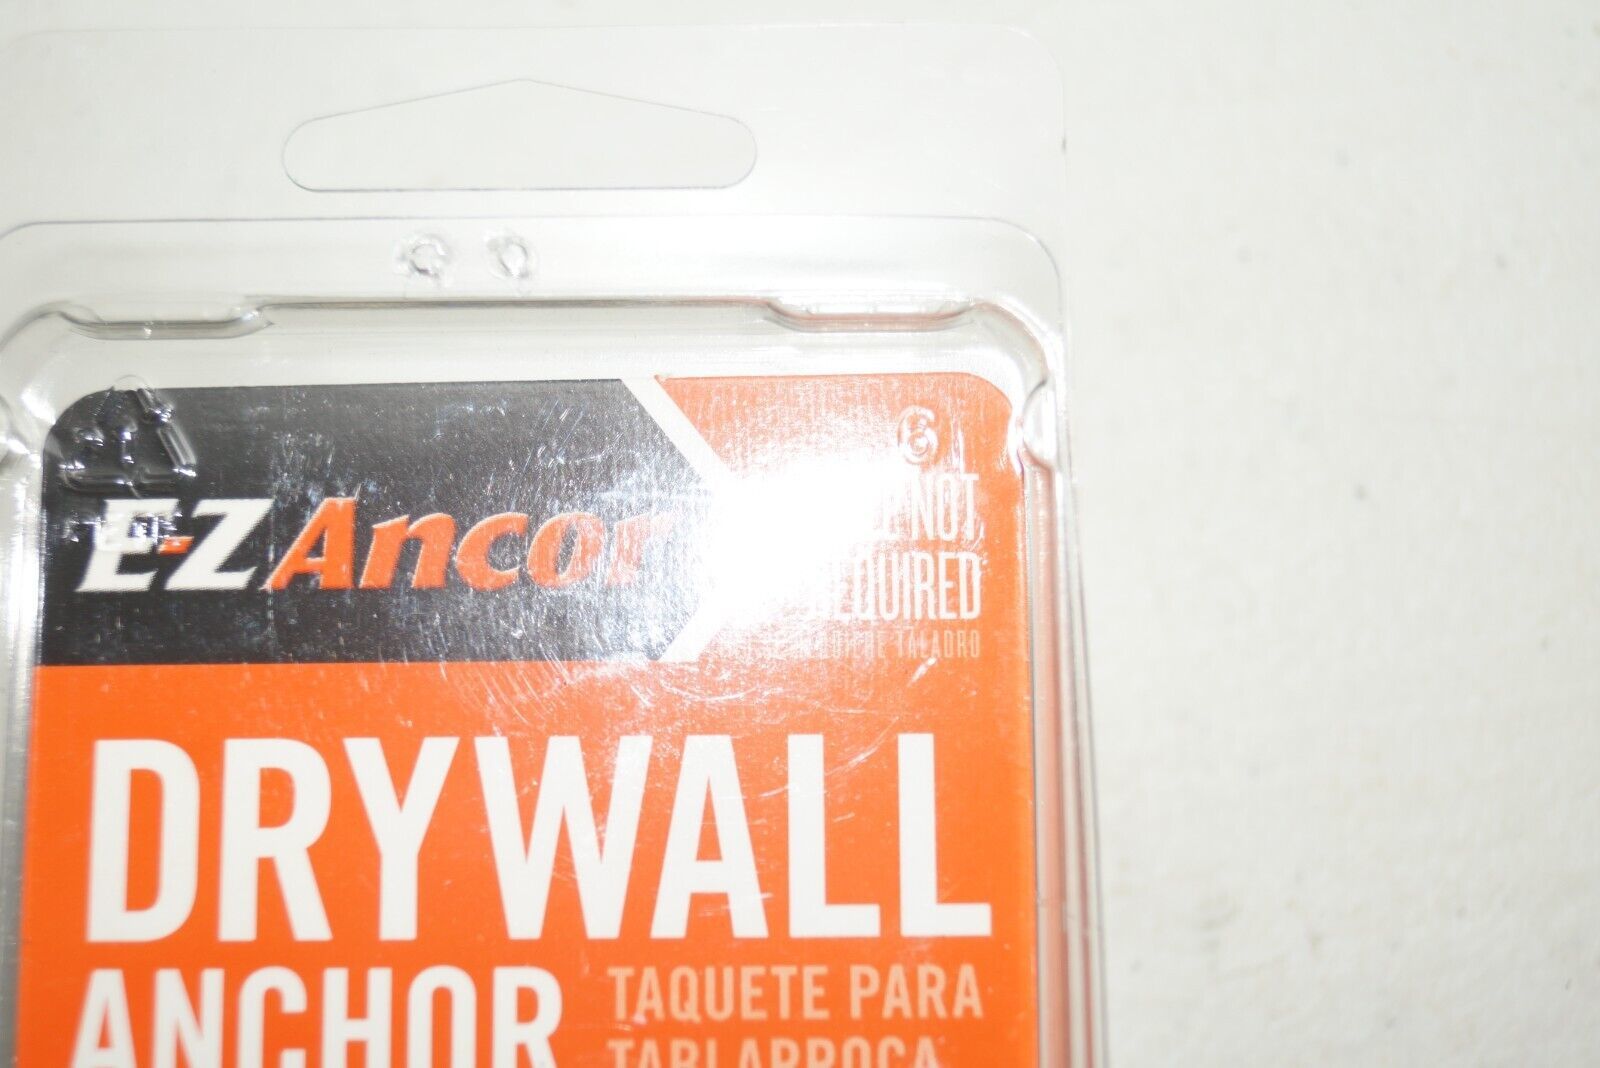 6
E-Z Ancor
NOT
REQUIRED
TALADRO
DRYWALL
ANCHOR
TAQUETE PARA
TABLARROCA